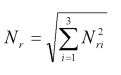 $N_r = \sqrt{\sum_{i=1}^{3} N_{ri}^{2}}$